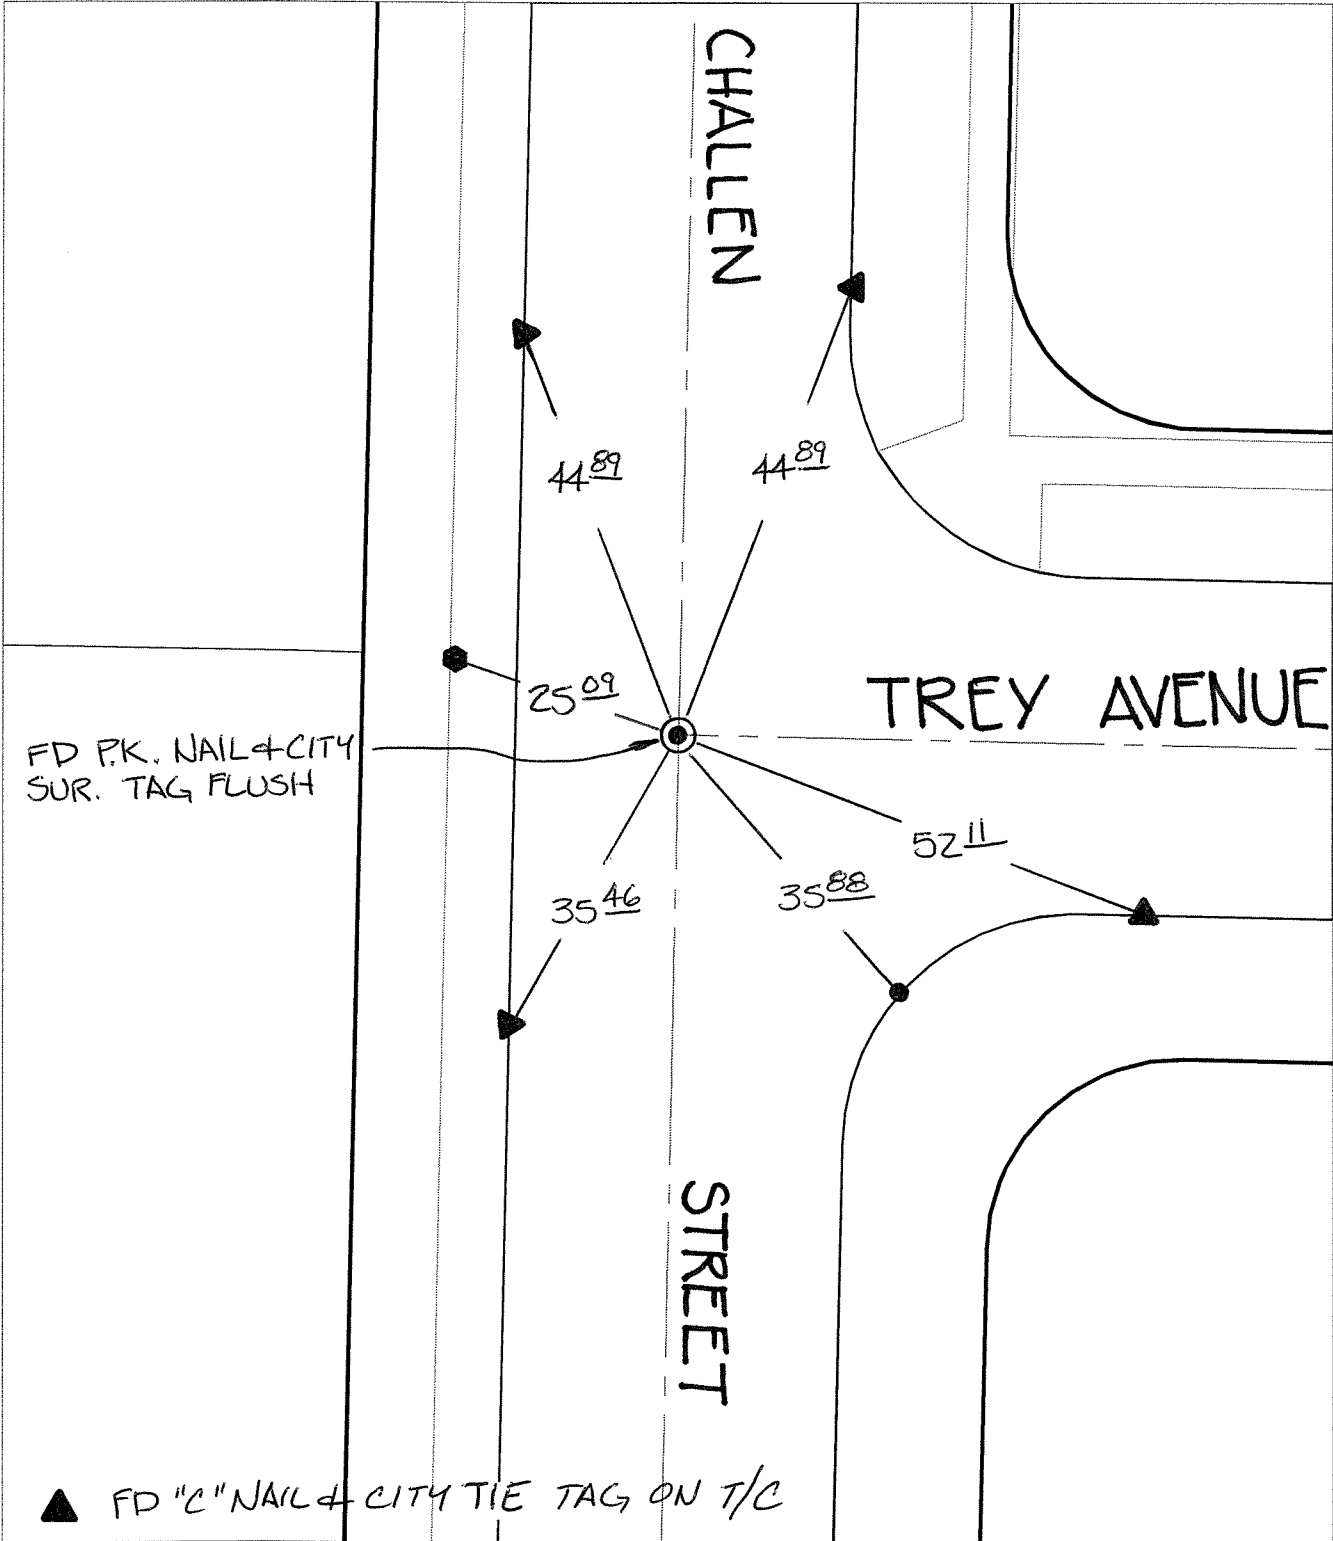 CHALLEN
44 89
44 89
TREY AVENUE
25 09
FD P.K. NAIL & CITY
SUR. TAG FLUSH
52 11
35 88
35 46
STREET
FD "C" NAIL & CITY TIE TAG ON T/C